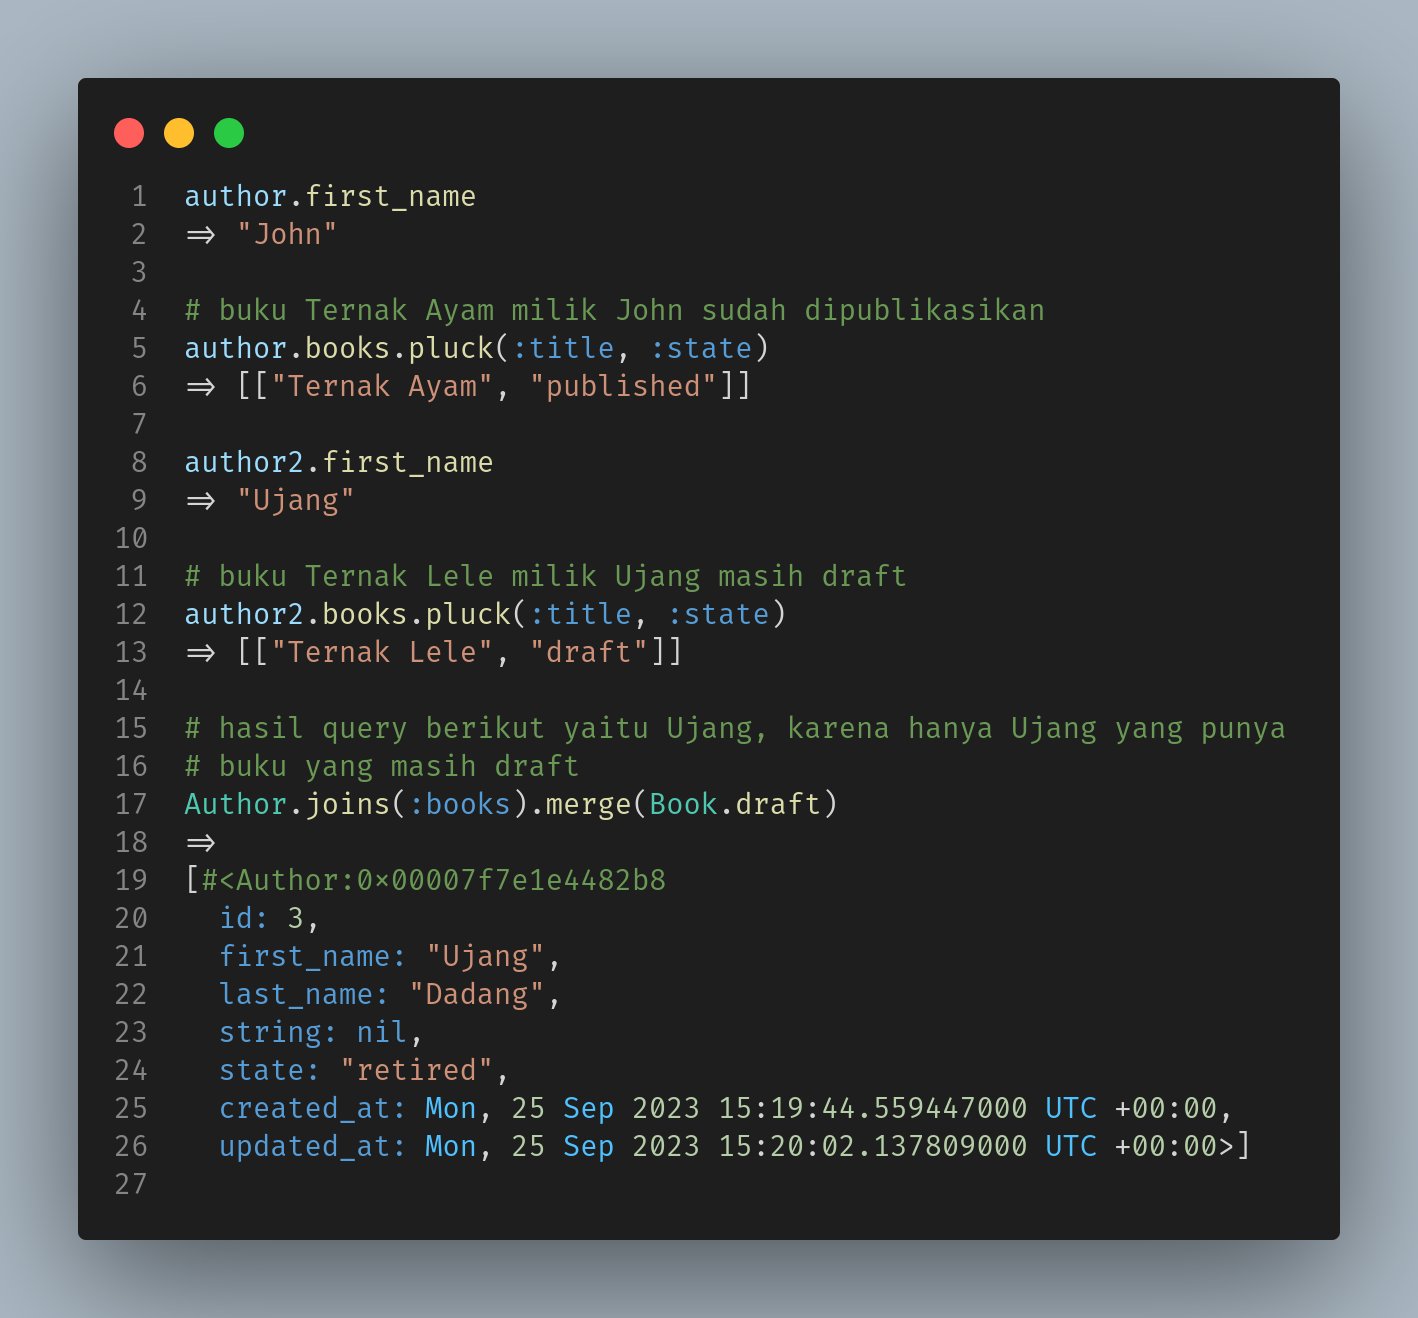 1 author.first_name
2 => "John"
3
4 # buku Ternak Ayam milik John sudah dipublikasikan
5 author.books.pluck(:title, :state)
6 => [["Ternak Ayam", "published"]]
7
8 author2.first_name
9 => "Ujang"
10
11 # buku Ternak Lele milik Ujang masih draft
12 author2.books.pluck(:title, :state)
13 => [["Ternak Lele", "draft"]]
14
15 # hasil query berikut yaitu Ujang, karena hanya Ujang yang punya
16 # buku yang masih draft
17 Author.joins(:books).merge(Book.draft)
18 =>
19 [#<Author:0x00007f7e1e4482b8
20   id: 3,
21   first_name: "Ujang",
22   last_name: "Dadang",
23   string: nil,
24   state: "retired",
25   created_at: Mon, 25 Sep 2023 15:19:44.559447000 UTC +00:00,
26   updated_at: Mon, 25 Sep 2023 15:20:02.137809000 UTC +00:00>]
27